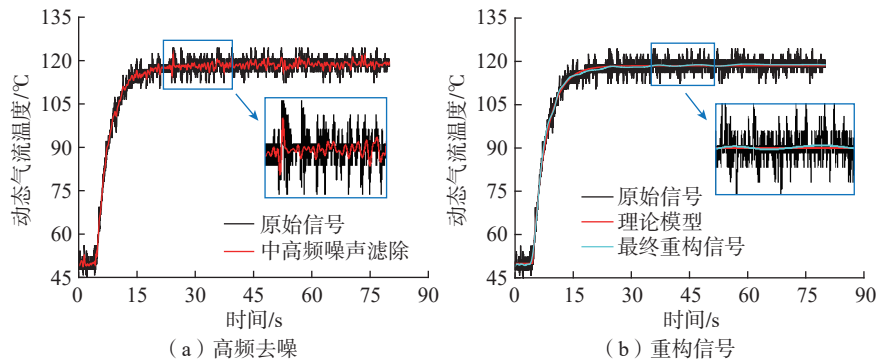 动态气流温度/℃
135
120
105
90
75
60
45
原始信号
中高频噪声滤除
0 15 30 45 60 75 90
时间/s
(a)高频去噪
动态气流温度/℃
135
120
105
90
75
60
45
原始信号
理论模型
最终重构信号
0 15 30 45 60 75 90
时间/s
(b)重构信号